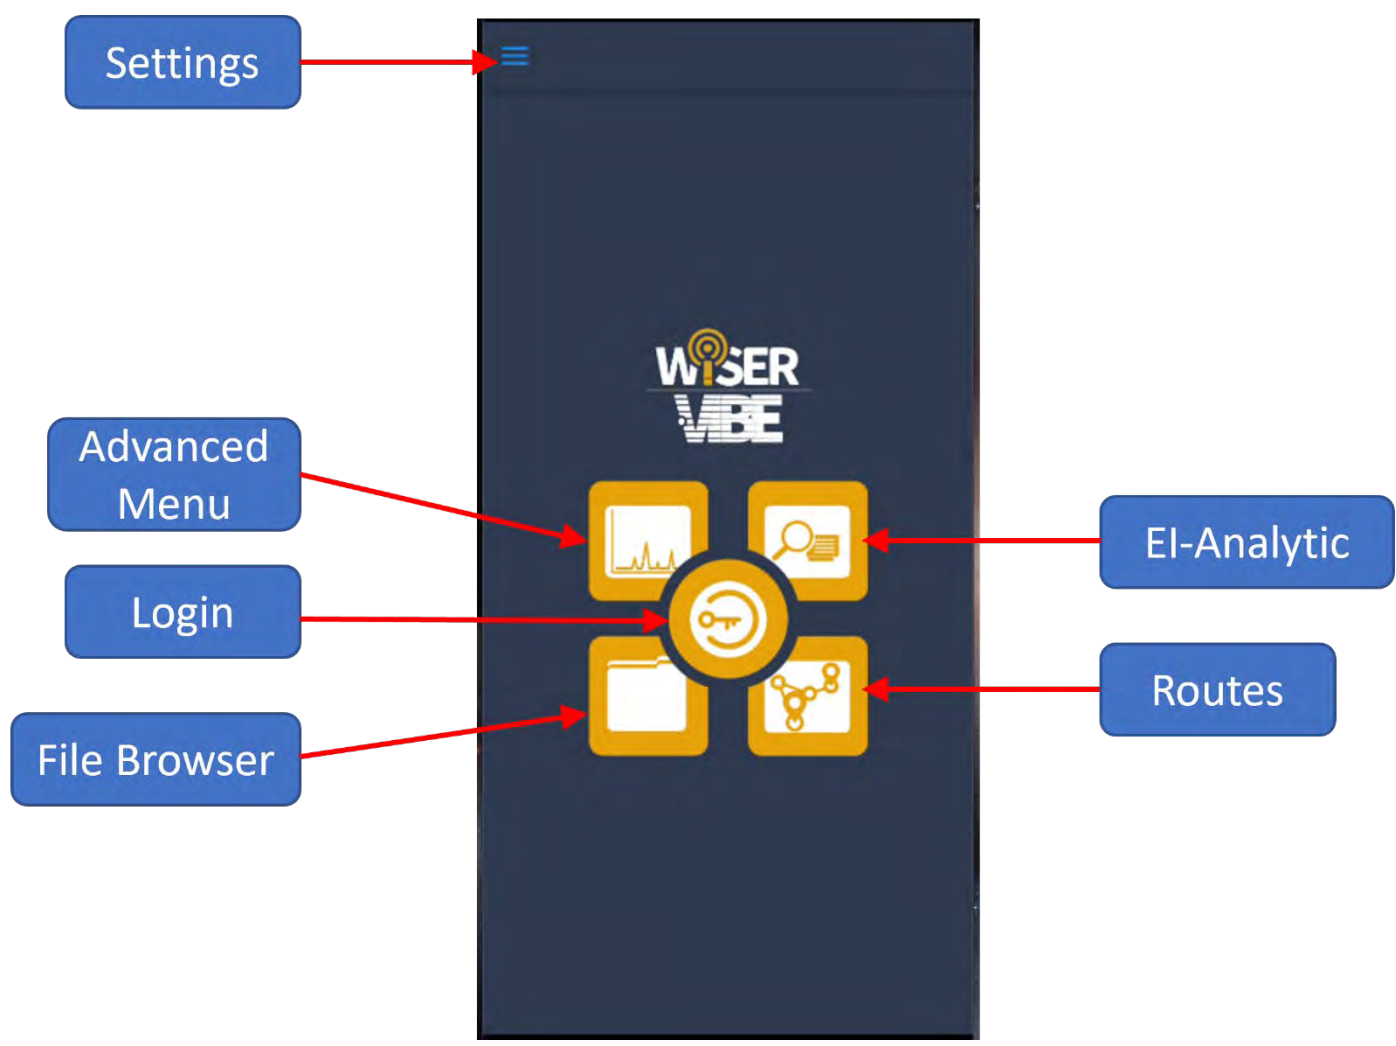 Settings
WiSER
ViBE
Advanced
Menu
EI-Analytic
Login
Routes
File Browser